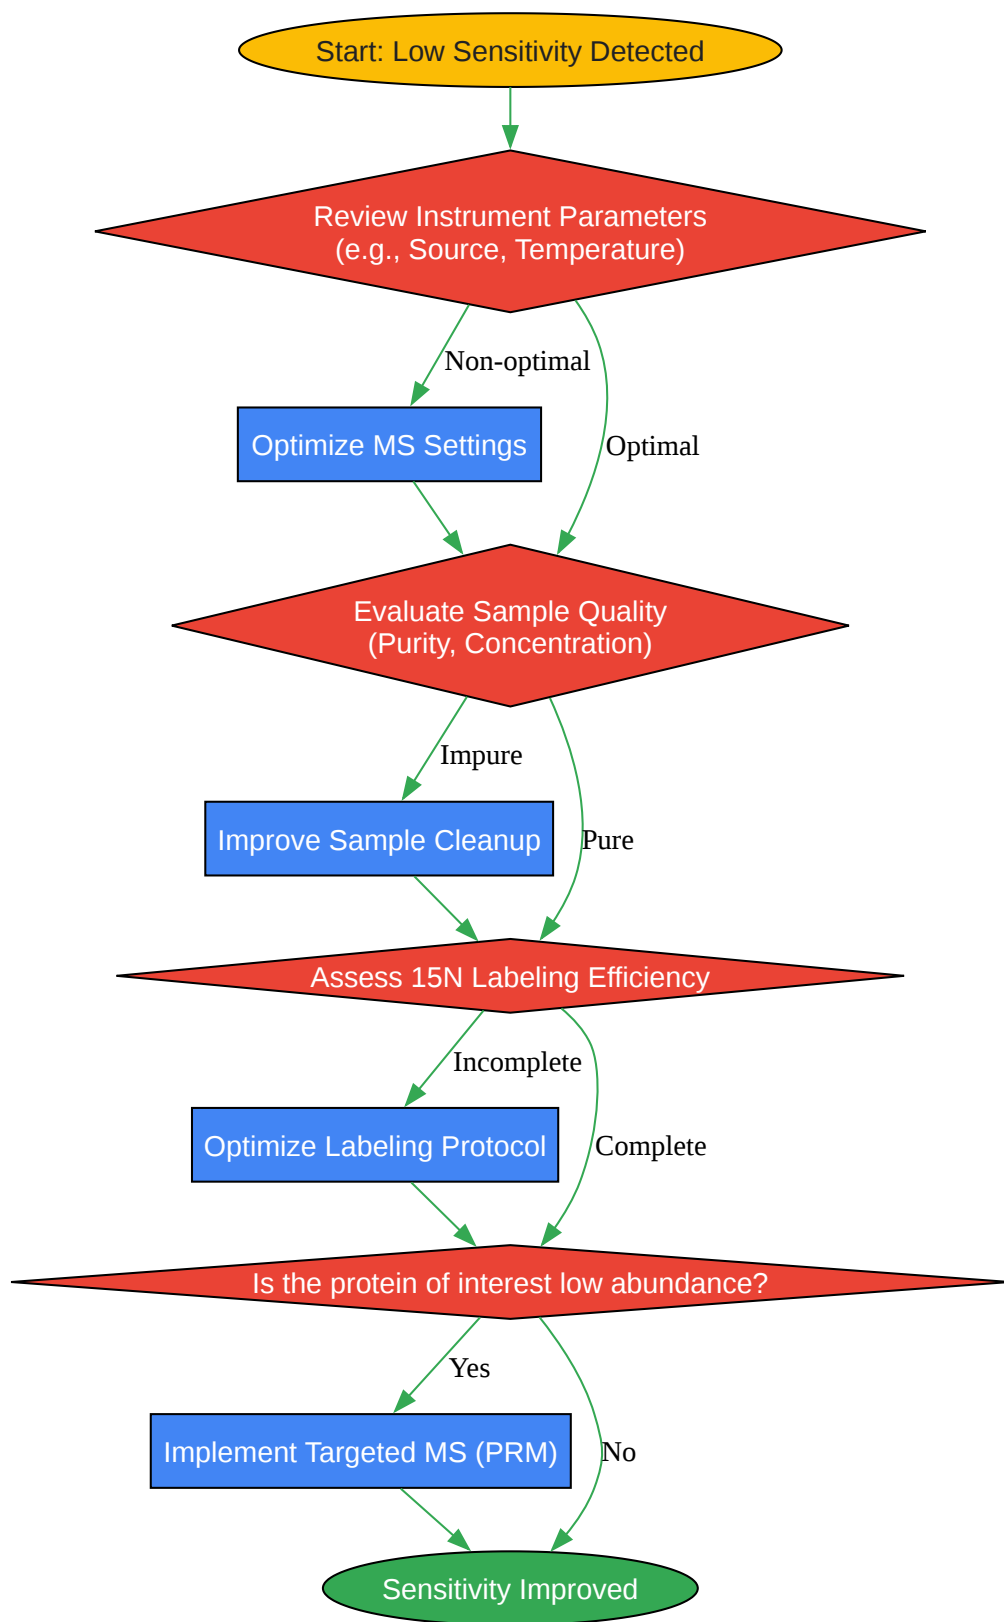 Start: Low Sensitivity Detected
Review Instrument Parameters
(e.g., Source, Temperature)
Non-optimal
Optimize MS Settings
Optimal
Evaluate Sample Quality
(Purity, Concentration)
Impure
Improve Sample Cleanup
Pure
Assess 15N Labeling Efficiency
Incomplete
Optimize Labeling Protocol
Complete
Is the protein of interest low abundance?
Yes
Implement Targeted MS (PRM)
No
Sensitivity Improved